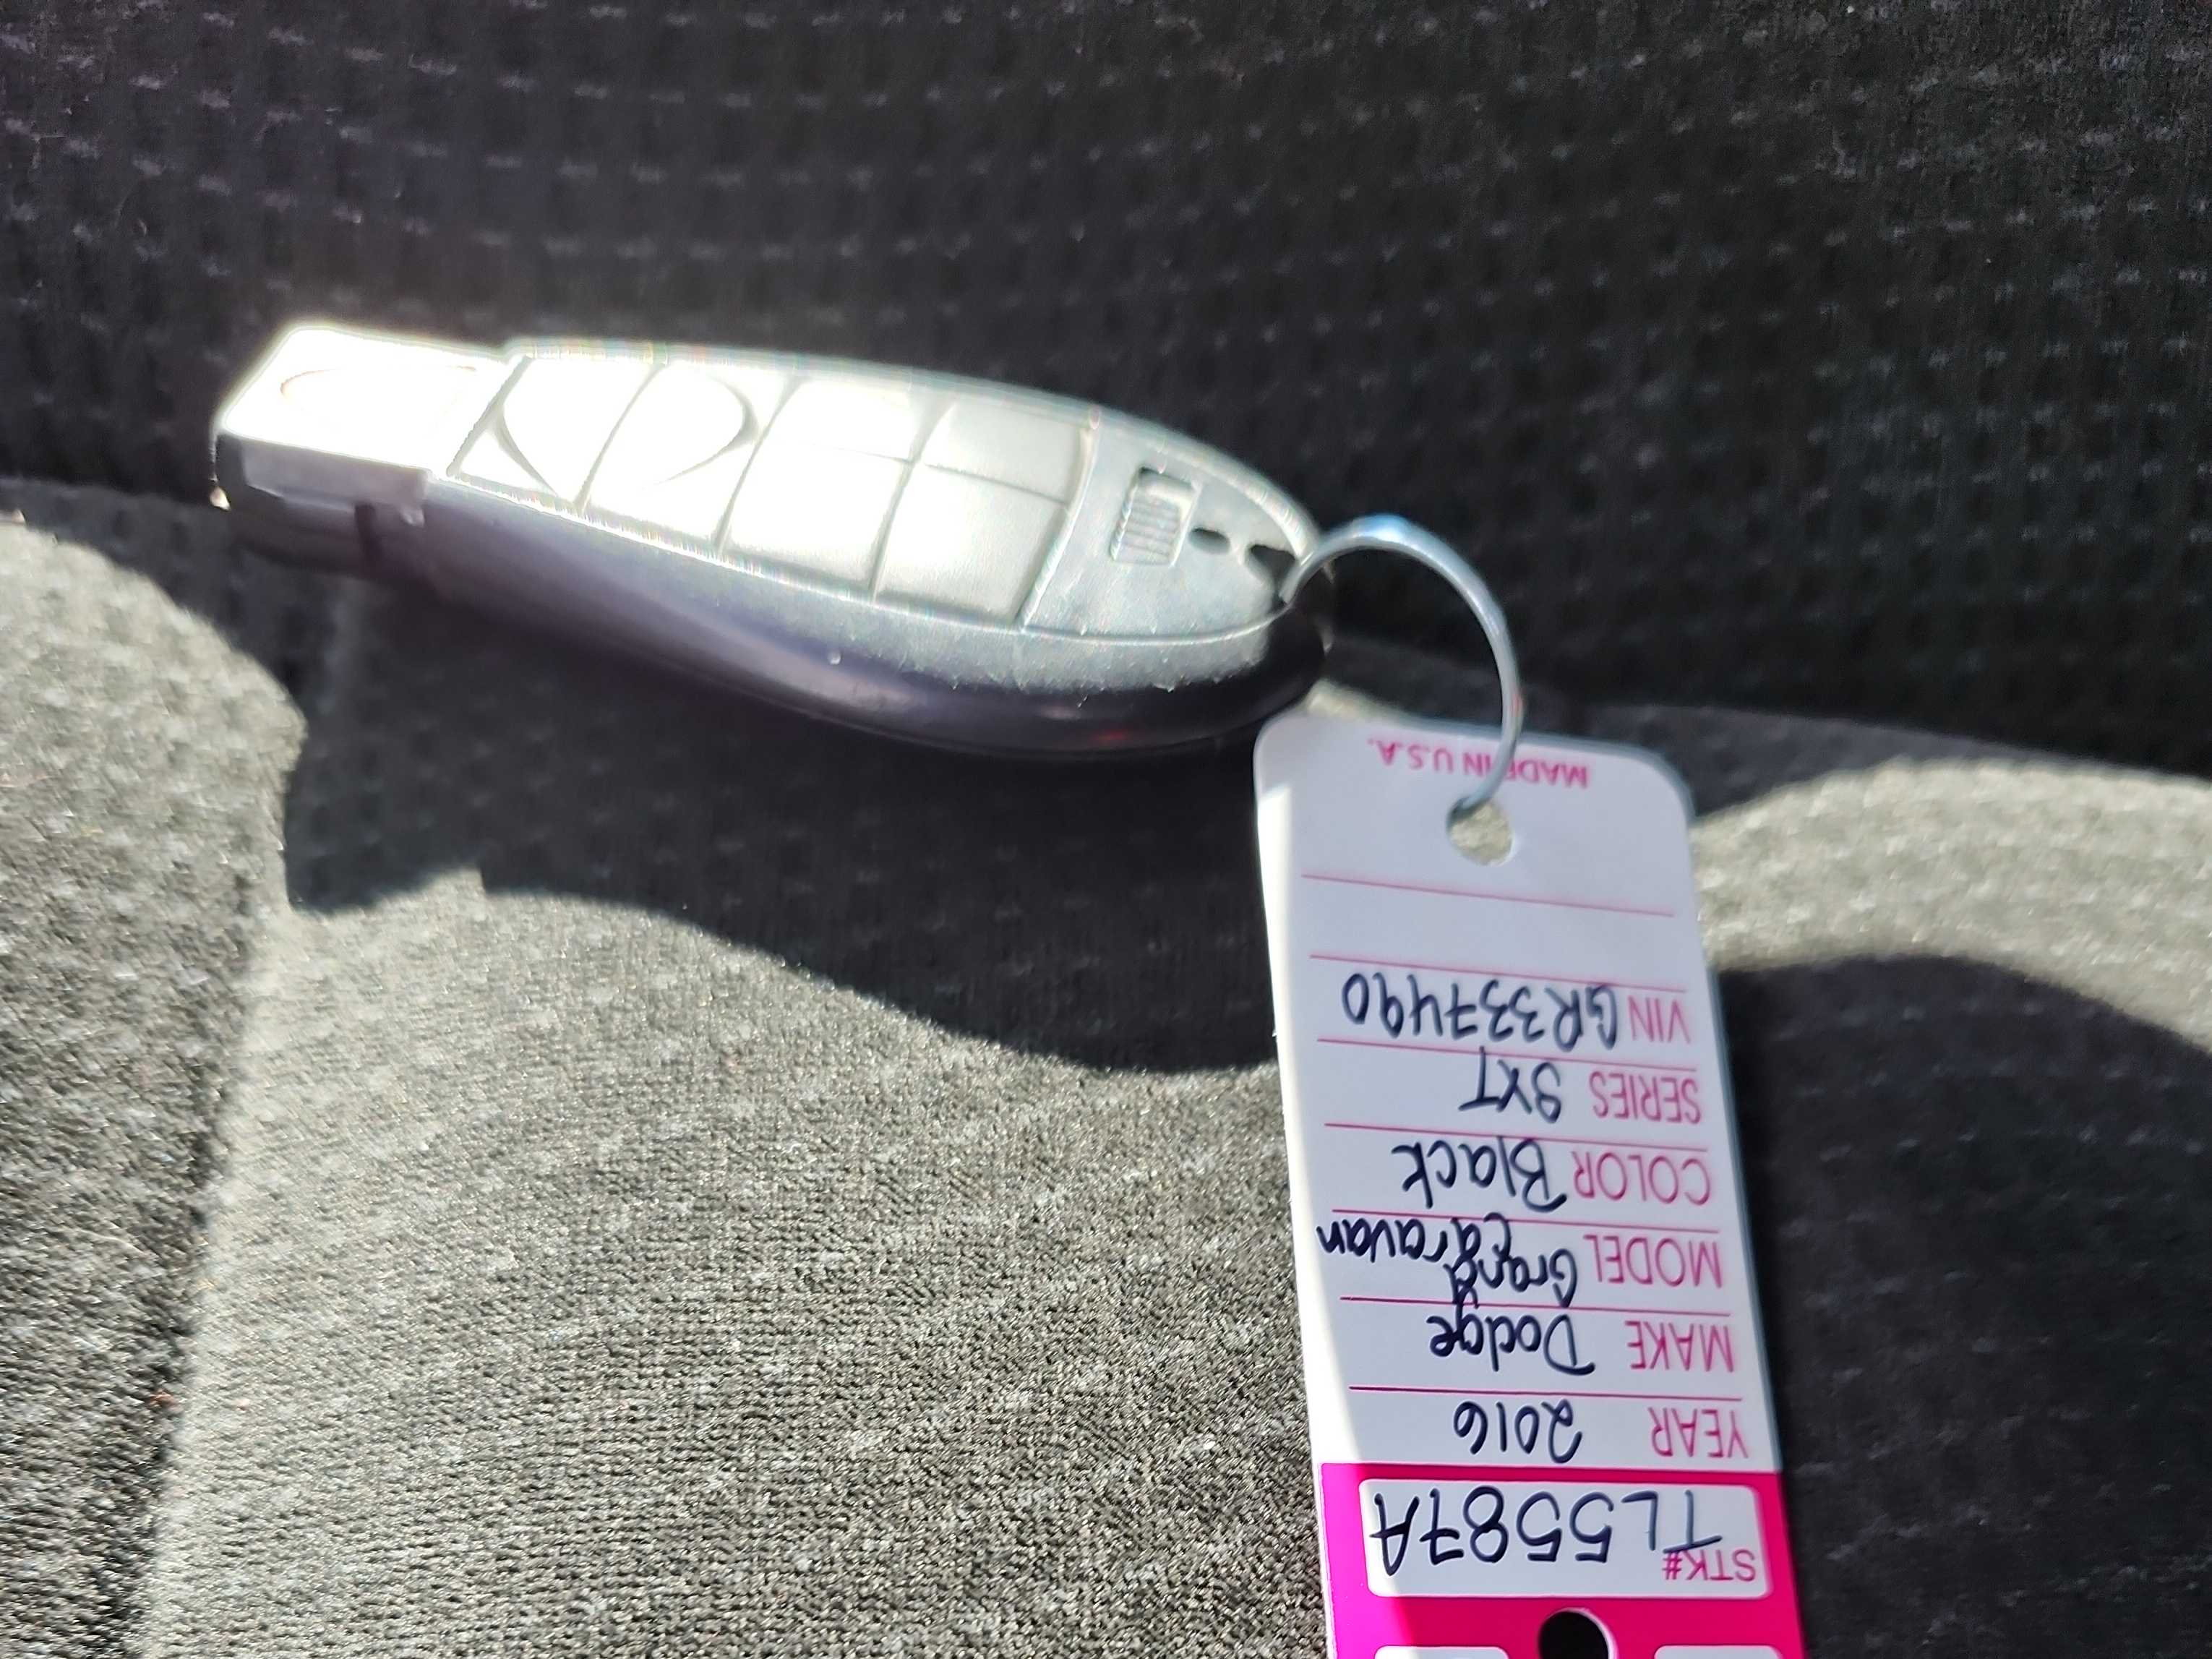 STK#
TL5587A
YEAR 2016
MAKE Dodge
MODEL Grand
Caravan
COLOR Black
SERIES SXT
VIN GR337490
MADE IN U.S.A.